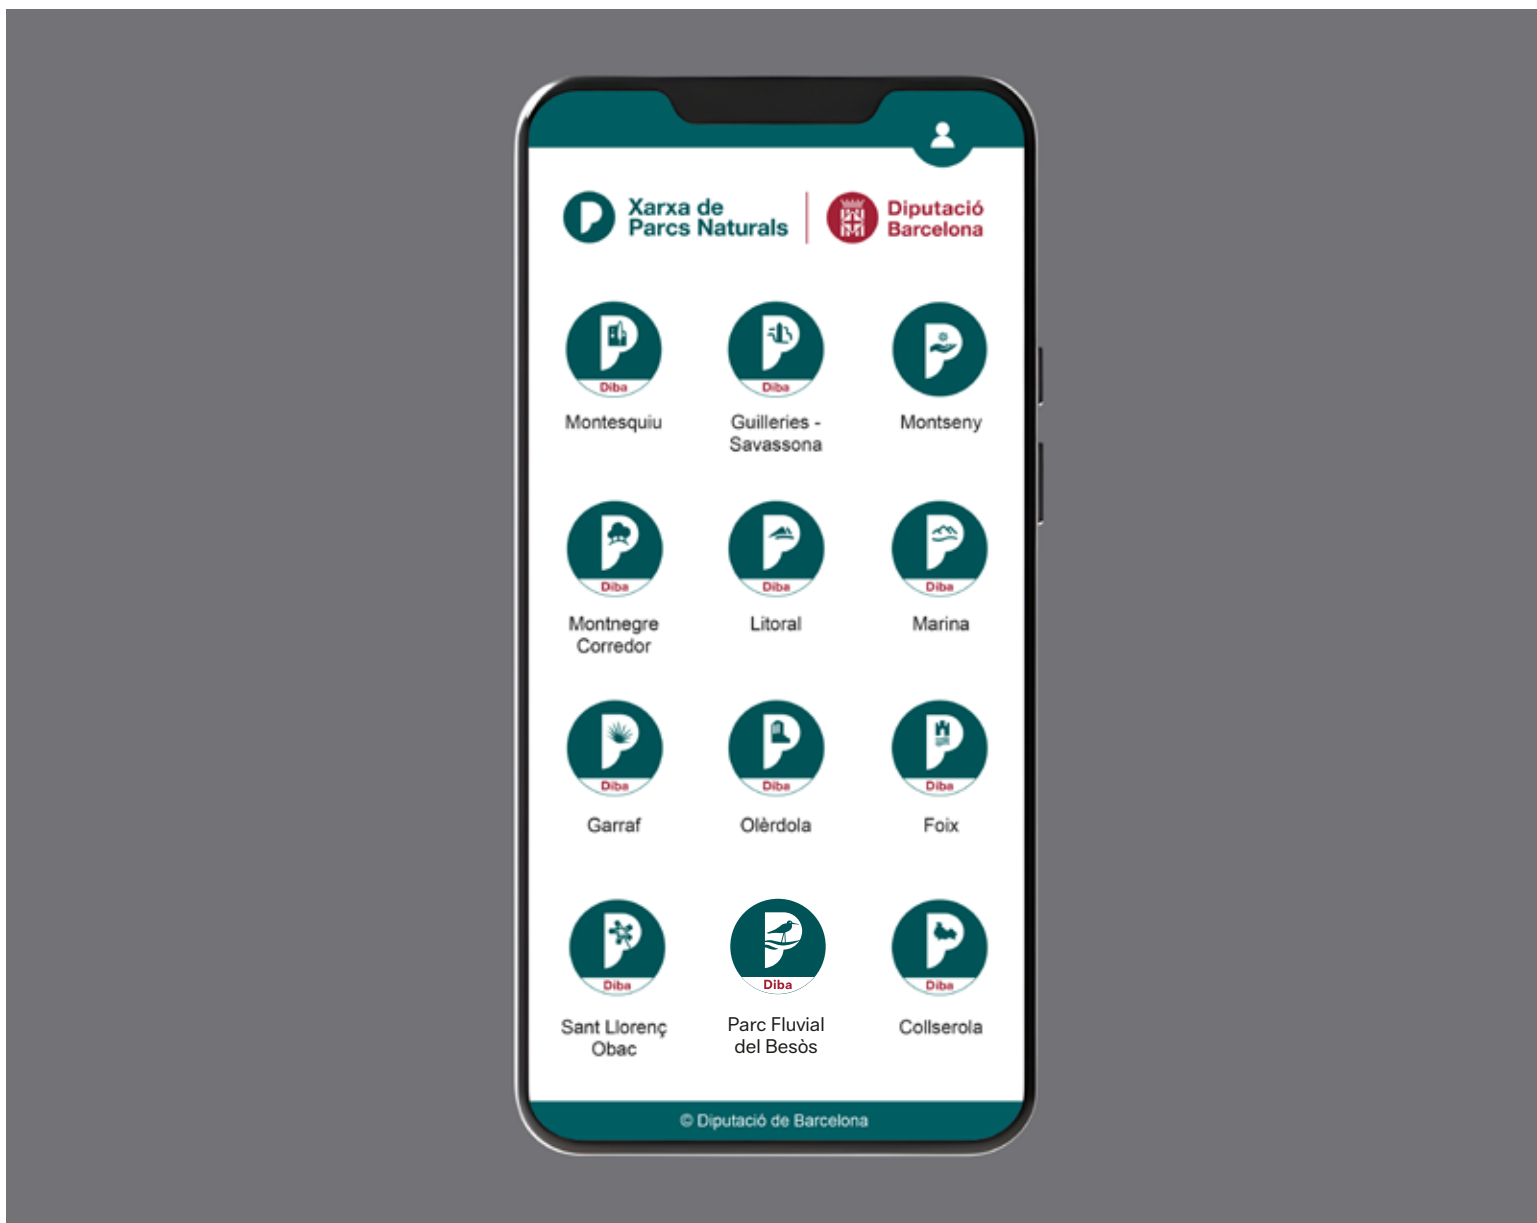 Xarxa de
Parcs Naturals
Diputació
Barcelona
Diba
Diba
Montesquiu
Guilleries -
Savassona
Montseny
Diba
Diba
Diba
Montnegre
Corredor
Litoral
Marina
Diba
Diba
Diba
Garraf
Olèrdola
Foix
Diba
Diba
Diba
Sant Llorenç
Obac
Parc Fluvial
del Besòs
Collserola
© Diputació de Barcelona